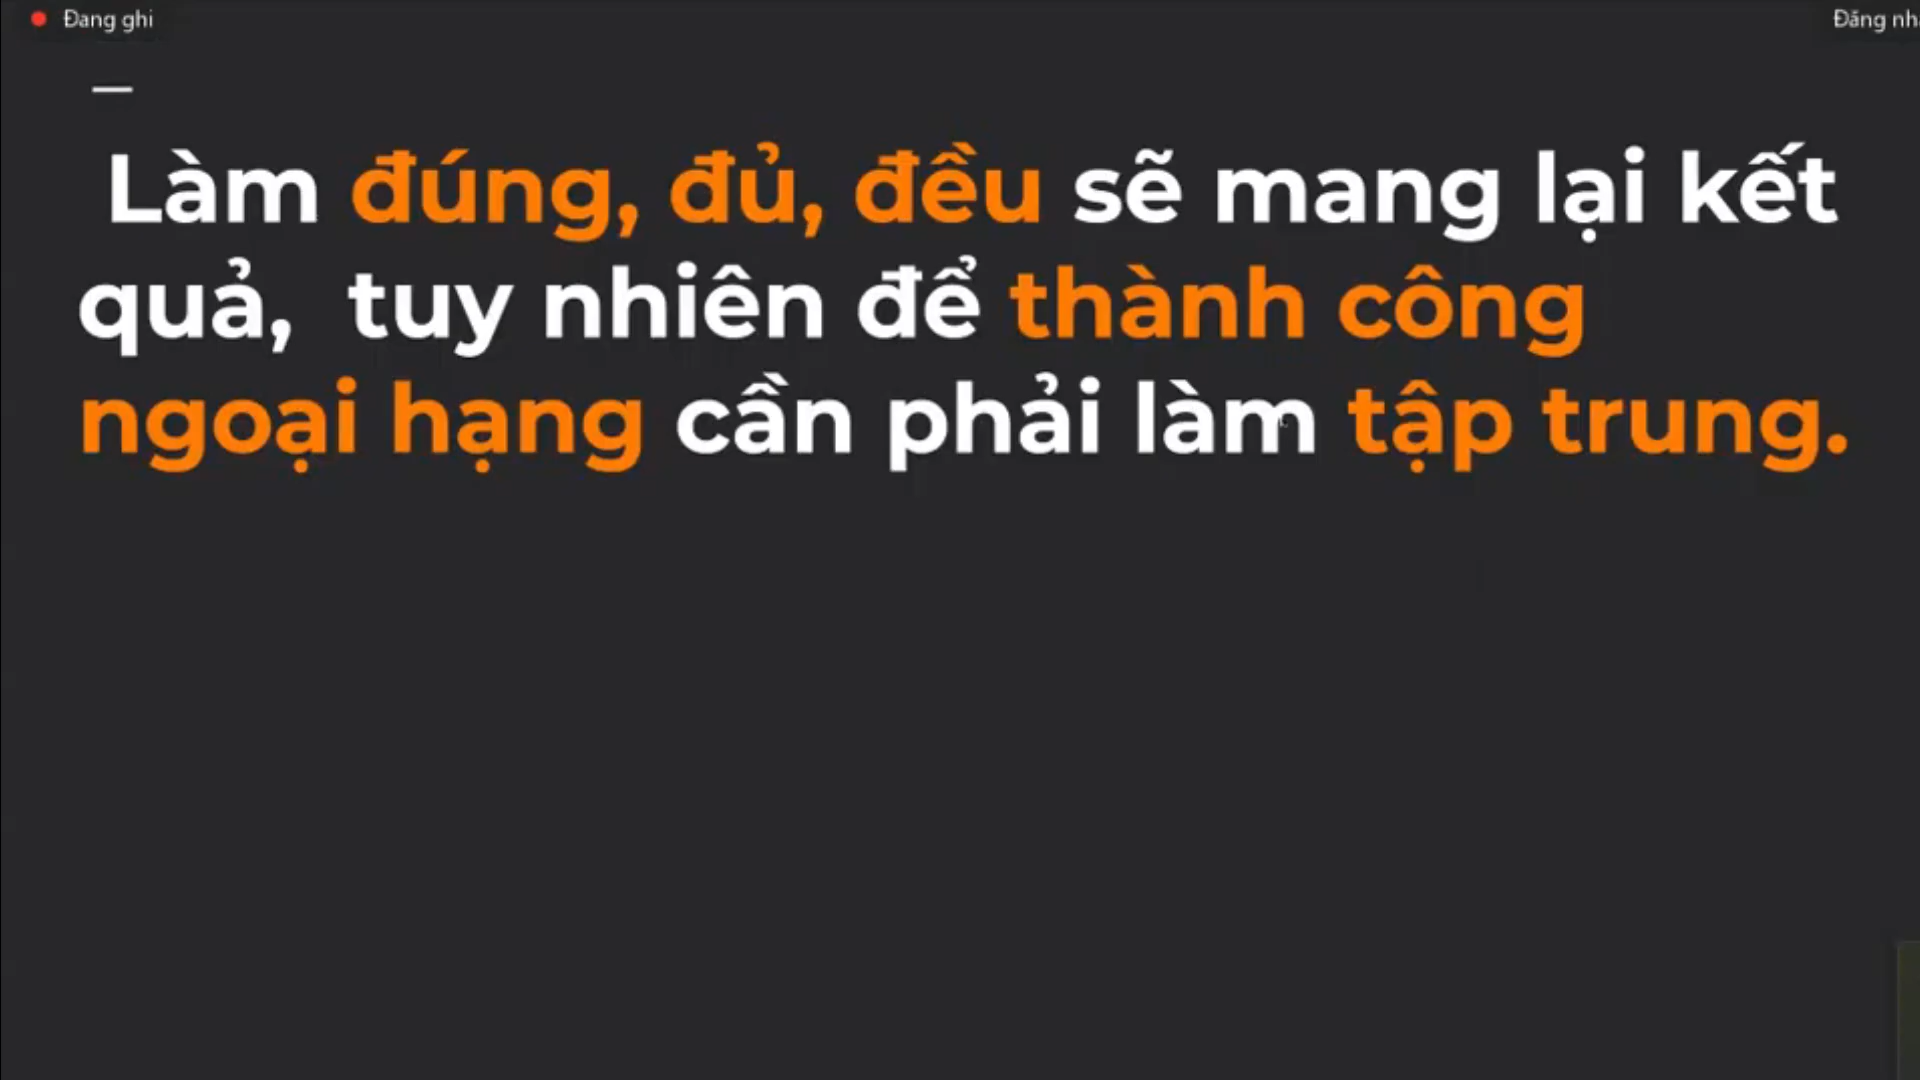 Đang ghi
Làm đúng, đủ, đều sẽ mang lại kết
quả, tuy nhiên để thành công
ngoại hạng cần phải làm tập trung.
Đăng